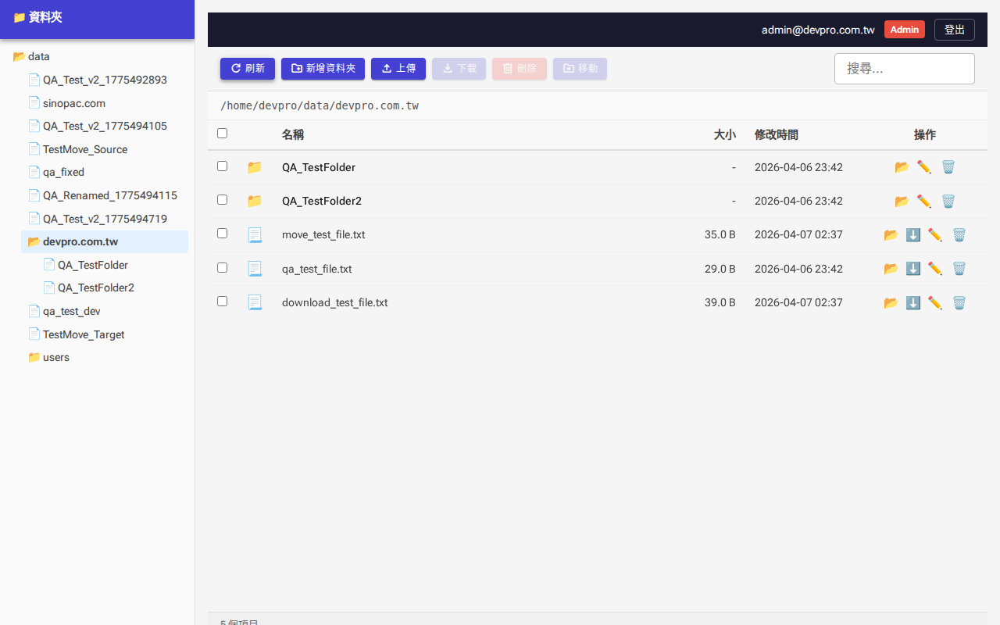 資料夾
data
QA_Test_v2_1775492893
sinopac.com
QA_Test_v2_1775494105
TestMove_Source
qa_fixed
QA_Renamed_1775494115
QA_Test_v2_1775494719
devpro.com.tw
QA_TestFolder
QA_TestFolder2
qa_test_dev
TestMove_Target
users
admin@devpro.com.tw Admin 登出
刷新 新增資料夾 上傳 下載 刪除 移動 搜尋...
/home/devpro/data/devpro.com.tw
名稱 大小 修改時間 操作
QA_TestFolder - 2026-04-06 23:42
QA_TestFolder2 - 2026-04-06 23:42
move_test_file.txt 35.0 B 2026-04-07 02:37
qa_test_file.txt 29.0 B 2026-04-06 23:42
download_test_file.txt 39.0 B 2026-04-07 02:37
5 個項目